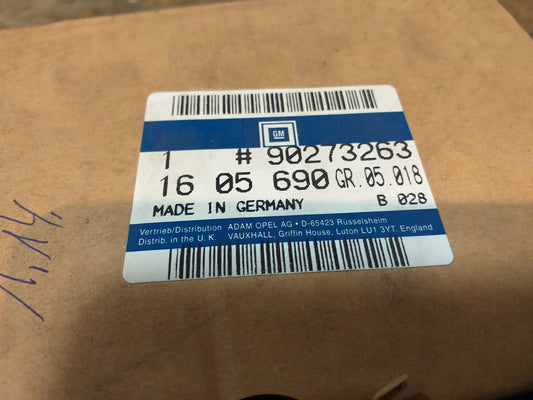 GM
1 # 90273263
16 05 690 GR.05.018
MADE IN GERMANY B 028
Vertrieb/Distribution ADAM OPEL AG • D-65423 Rüsselsheim
Distrib. in the U. K. VAUXHALL, Griffin House, Luton LU1 3YT. England